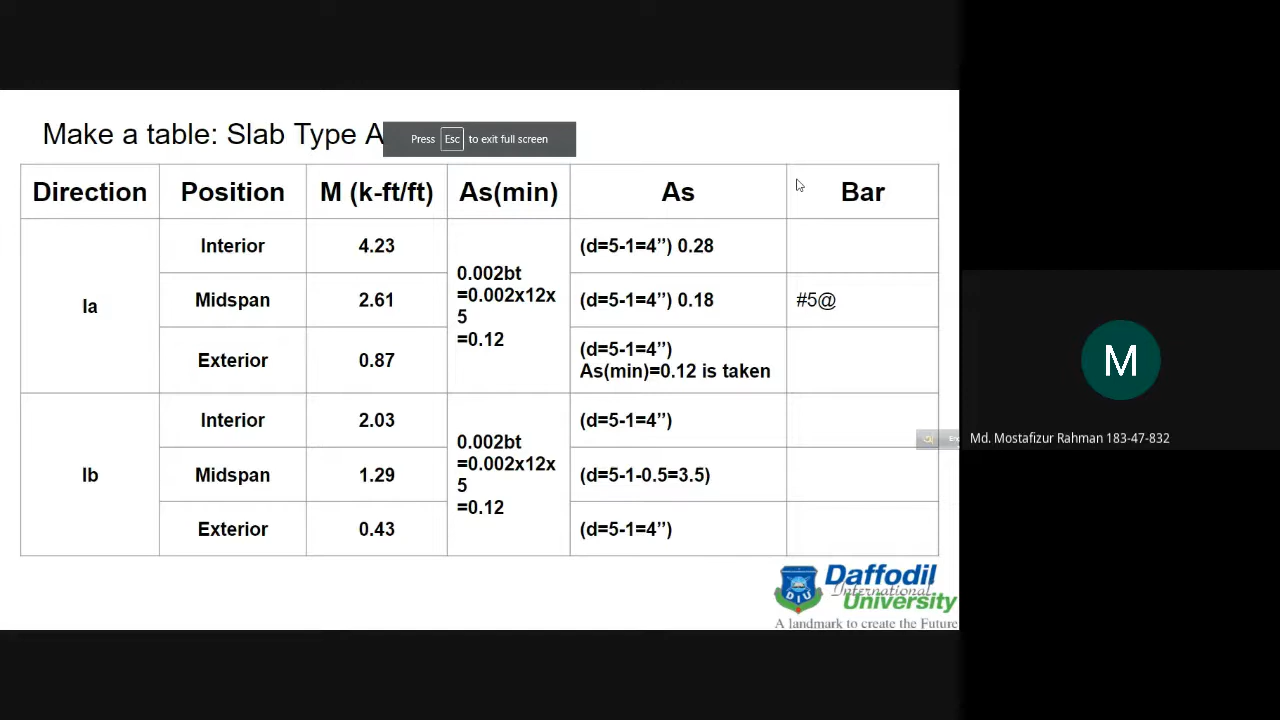 Make a table: Slab Type A
Press Esc to exit full screen
Direction Position M (k-ft/ft) As(min) As Bar
Ia
Interior 4.23
0.002bt
=0.002x12x
5
=0.12
(d=5-1=4’’) 0.28
Midspan 2.61 (d=5-1=4’’) 0.18 #5@
Exterior 0.87
(d=5-1=4’’)
As(min)=0.12 is taken
Ib
Interior 2.03
0.002bt
=0.002x12x
5
=0.12
(d=5-1=4’’)
Midspan 1.29 (d=5-1-0.5=3.5)
Exterior 0.43 (d=5-1=4’’)
DIU
Daffodil
International
University
A landmark to create the Future
M
Md. Mostafizur Rahman 183-47-832